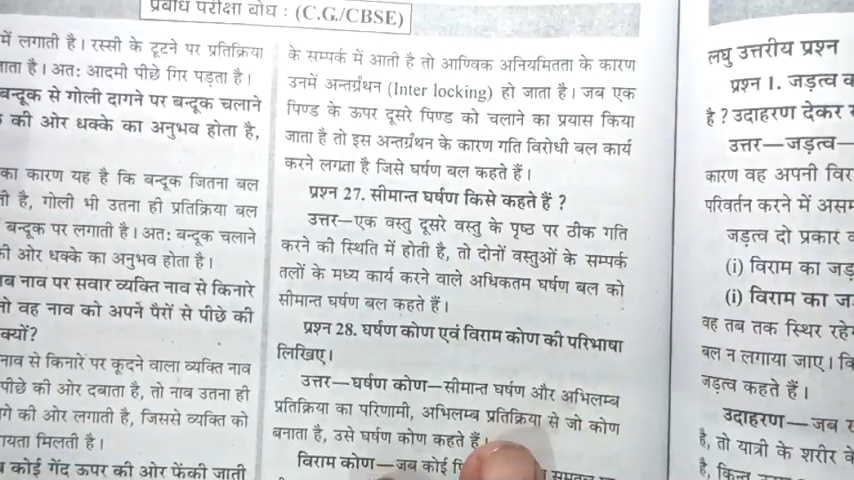 प्रबोध परीक्षा बोध : (C.G./CBSE)
में लगाती है। रस्सी के टूटने पर प्रतिक्रिया
है। अत: आदमी पीछे गिर पड़ता है।
बन्दूक से गोली दागने पर बन्दूक चलाने
की ओर धक्के का अनुभव होता है,
का कारण यह है कि बन्दूक जितना बल
है, गोली भी उतना ही प्रतिक्रिया बल
बन्दूक पर लगाती है। अत: बन्दूक चलाने
की ओर धक्के का अनुभव होता है।
नाव पर सवार व्यक्ति नाव से किनारे
तो वह नाव को अपने पैरों से पीछे की
क्यों?
नाव से किनारे पर कूदने वाला व्यक्ति नाव
पीछे की ओर दबाता है, तो नाव उतना ही
की ओर लगाती है, जिससे व्यक्ति को
मिलती है।
कोई गेंद ऊपर की ओर फेंकी जाती
के सम्पर्क में आती है तो आण्विक अनियमितता के कारण
उनमें अन्तर्ग्रंथन (Inter locking) हो जाता है। जब एक
पिण्ड के ऊपर दूसरे पिण्ड को चलाने का प्रयास किया
जाता है तो इस अन्तर्ग्रंथन के कारण गति विरोधी बल कार्य
करने लगता है जिसे घर्षण बल कहते हैं।
प्रश्न 27. सीमान्त घर्षण किसे कहते हैं ?
उत्तर—एक वस्तु दूसरे वस्तु के पृष्ठ पर ठीक गति
करने की स्थिति में होती है, तो दोनों वस्तुओं के सम्पर्क
तलों के मध्य कार्य करने वाले अधिकतम घर्षण बल को
सीमान्त घर्षण बल कहते हैं।
प्रश्न 28. घर्षण कोण एवं विराम कोण की परिभाषा
लिखिए।
उत्तर—घर्षण कोण—सीमान्त घर्षण और अभिलम्ब
प्रतिक्रिया का परिणामी, अभिलम्ब प्रतिक्रिया से जो कोण
बनाता है, उसे घर्षण कोण कहते हैं।
विराम कोण—जब कोई
लघु उत्तरीय प्रश्न
प्रश्न 1. जड़त्व
है ? उदाहरण देकर
उत्तर—जड़त्व—
कारण वह अपनी
परिवर्तन करने में
जड़त्व दो प्रकार
(i) विराम का
(i) विराम का
वह तब तक स्थिर
बल न लगाया जाए।
जड़त्व कहते हैं।
उदाहरण—जब
है, तो यात्री के शरीर
है, किन्तु